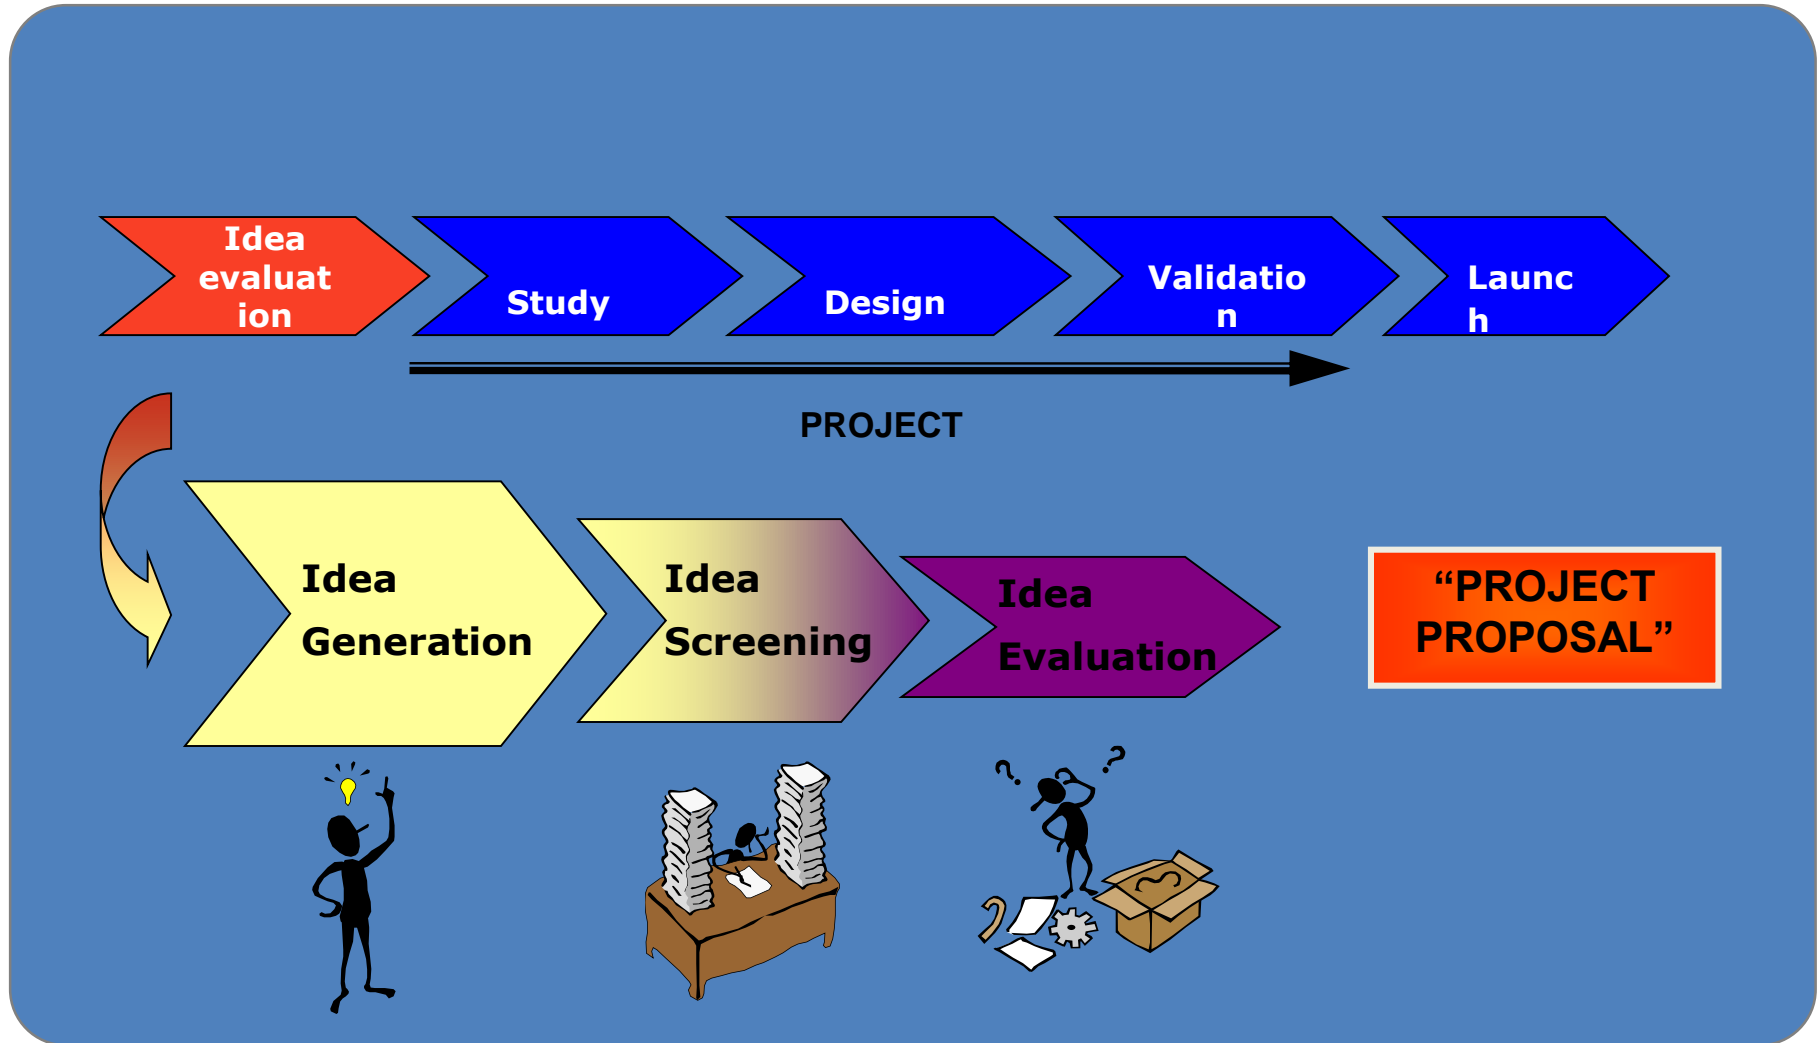 Idea
evaluat
ion
Study
Design
Validatio
n
Launc
h
PROJECT
Idea
Generation
Idea
Screening
Idea
Evaluation
“PROJECT
PROPOSAL”
? ?